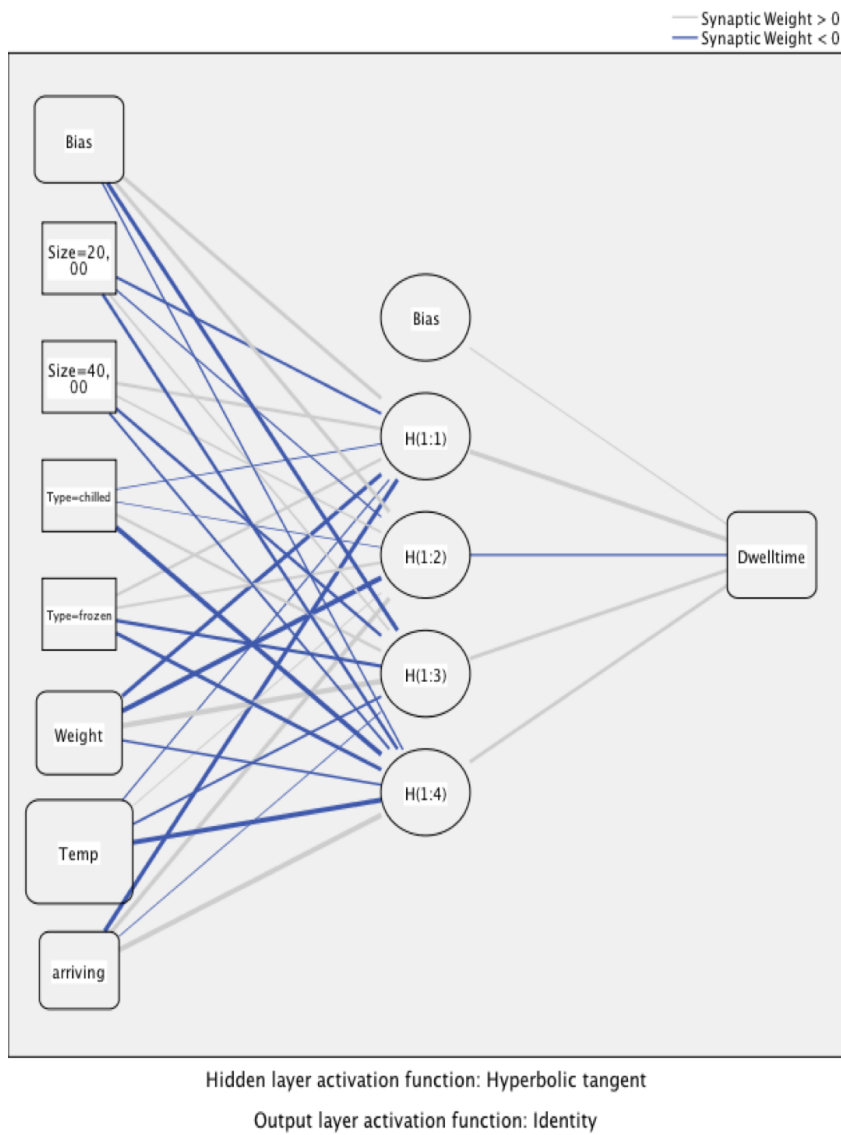 Synaptic Weight > 0
Synaptic Weight < 0
Bias
Size=20,
00
Size=40,
00
Type=chilled
Type=frozen
Weight
Temp
arriving
Bias
H(1:1)
H(1:2)
H(1:3)
H(1:4)
Dwelltime
Hidden layer activation function: Hyperbolic tangent
Output layer activation function: Identity